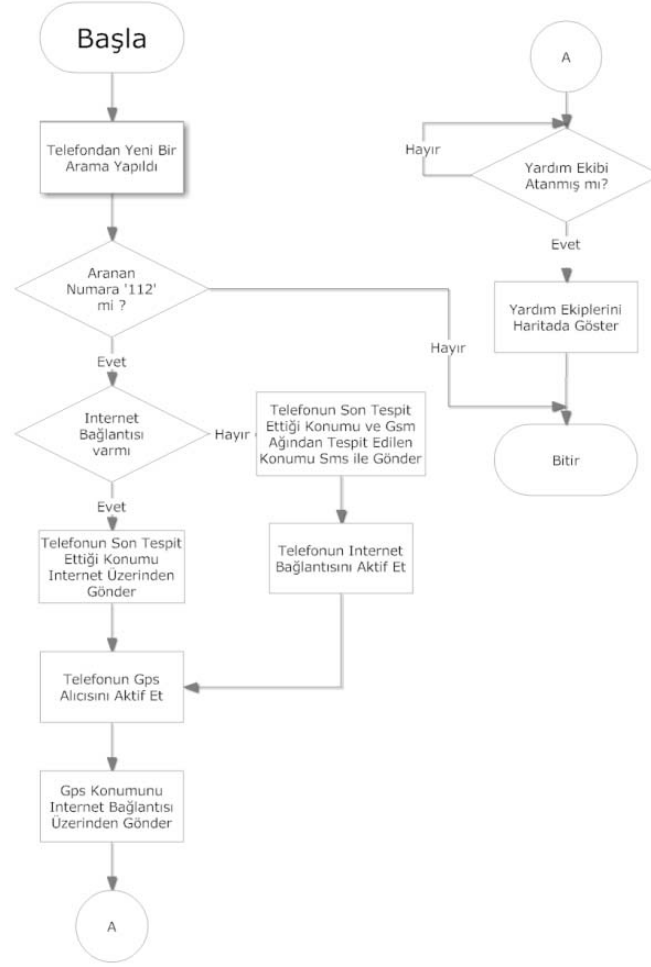 Başla
Telefondan Yeni Bir
Arama Yapıldı
Aranan
Numara '112'
mi ?
Evet
Hayır
Internet
Bağlantısı
varmı
Hayır
Telefonun Son Tespit
Ettiği Konumu ve Gsm
Ağından Tespit Edilen
Konumu Sms ile Gönder
Evet
Telefonun Son Tespit
Ettiği Konumu
Internet Üzerinden
Gönder
Telefonun Internet
Bağlantısını Aktif Et
Telefonun Gps
Alıcısını Aktif Et
Gps Konumunu
Internet Bağlantısı
Üzerinden Gönder
A
A
Hayır
Yardım Ekibi
Atanmış mı?
Evet
Yardım Ekiplerini
Haritada Göster
Bitir